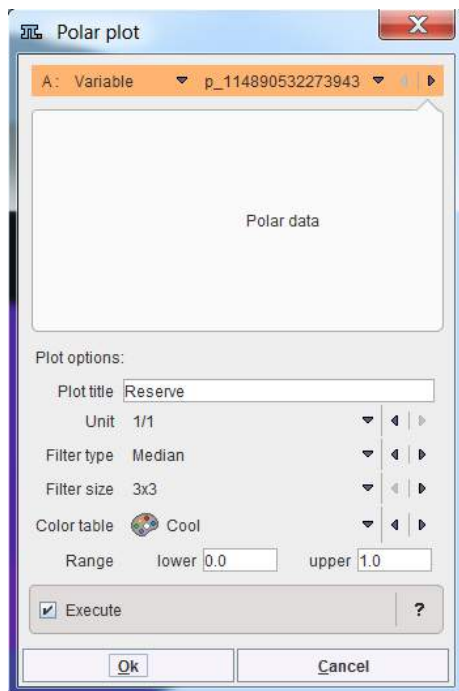 Polar plot
A: Variable p_114890532273943
Polar data
Plot options:
Plot title Reserve
Unit 1/1
Filter type Median
Filter size 3x3
Color table Cool
Range lower 0.0 upper 1.0
Execute ?
Ok Cancel